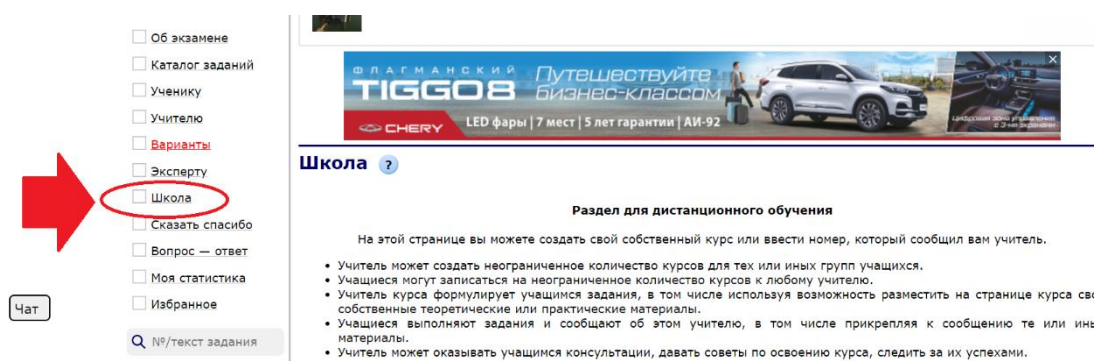 Об экзамене
Каталог заданий
Ученику
Учителю
Варианты
Эксперту
Школа
Сказать спасибо
Вопрос — ответ
Моя статистика
Избранное
№/текст задания
Чат
ФЛАГМАНСКИЙ
TIGGO8
Путешествуйте
бизнес-классом
CHERY
LED фары | 7 мест | 5 лет гарантии | АИ-92
Цифровая зона управления
с 3-мя экранами
Школа ?
Раздел для дистанционного обучения
На этой странице вы можете создать свой собственный курс или ввести номер, который сообщил вам учитель.
• Учитель может создать неограниченное количество курсов для тех или иных групп учащихся.
• Учащиеся могут записаться на неограниченное количество курсов к любому учителю.
• Учитель курса формулирует учащимся задания, в том числе используя возможность разместить на странице курса сво
собственные теоретические или практические материалы.
• Учащиеся выполняют задания и сообщают об этом учителю, в том числе прикрепляя к сообщению те или ины
материалы.
• Учитель может оказывать учащимся консультации, давать советы по освоению курса, следить за их успехами.